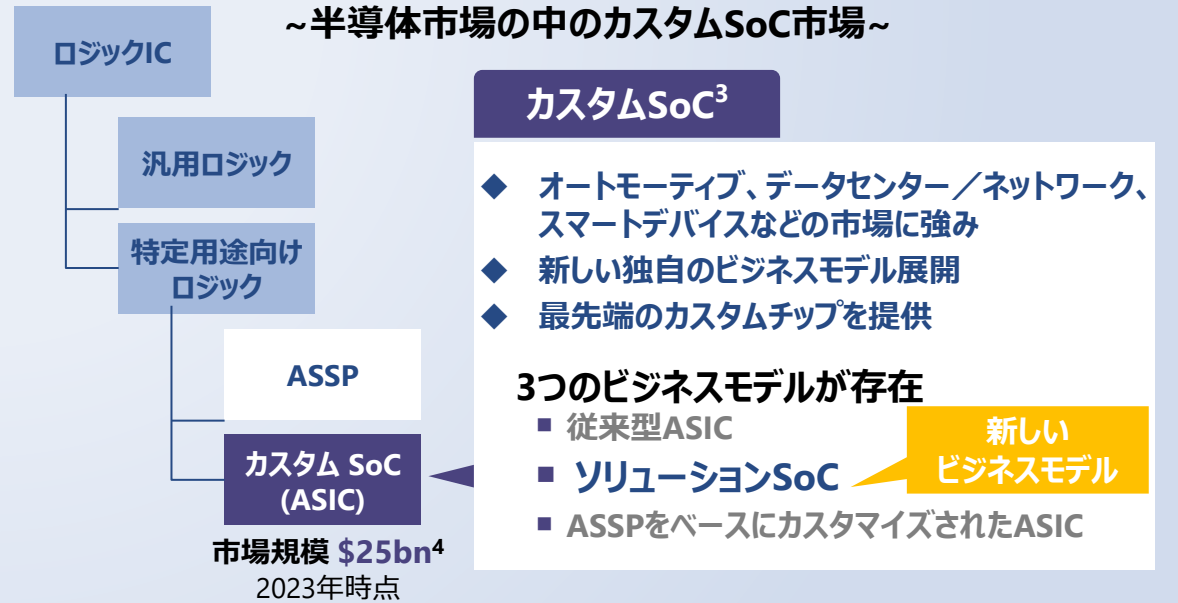 ~半導体市場の中のカスタムSoC市場~
ロジックIC
汎用ロジック
特定用途向け
ロジック
ASSP
カスタム SoC
(ASIC)
市場規模 $25bn4
2023年時点
カスタムSoC3
◆ オートモーティブ、データセンター／ネットワーク、
スマートデバイスなどの市場に強み
◆ 新しい独自のビジネスモデル展開
◆ 最先端のカスタムチップを提供
3つのビジネスモデルが存在
■ 従来型ASIC
■ ソリューションSoC
■ ASSPをベースにカスタマイズされたASIC
新しい
ビジネスモデル